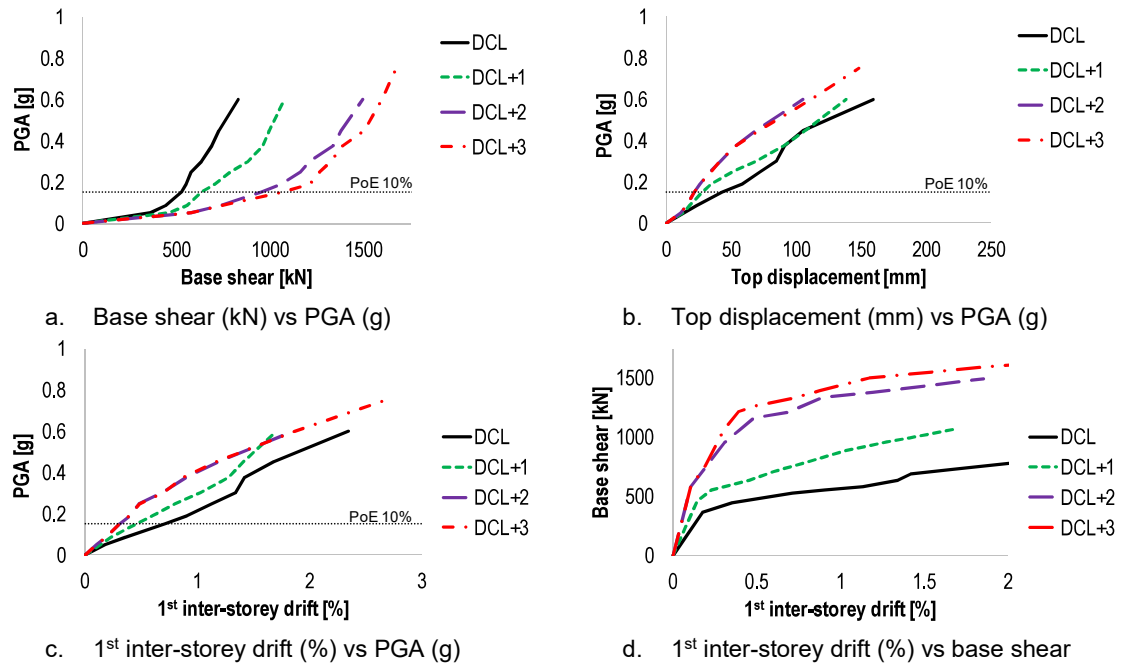 1
0.8
0.6
0.4
0.2
0
PGA [g]
0 500 1000 1500
Base shear [kN]
PoE 10%
DCL
DCL+1
DCL+2
DCL+3
a. Base shear (kN) vs PGA (g)
1
0.8
0.6
0.4
0.2
0
PGA [g]
0 50 100 150 200 250
Top displacement [mm]
PoE 10%
DCL
DCL+1
DCL+2
DCL+3
b. Top displacement (mm) vs PGA (g)
1
0.8
0.6
0.4
0.2
0
PGA [g]
0 1 2 3
1st inter-storey drift [%]
PoE 10%
DCL
DCL+1
DCL+2
DCL+3
c. 1st inter-storey drift (%) vs PGA (g)
1500
1000
500
0
Base shear [kN]
0 0.5 1 1.5 2
1st inter-storey drift [%]
DCL
DCL+1
DCL+2
DCL+3
d. 1st inter-storey drift (%) vs base shear